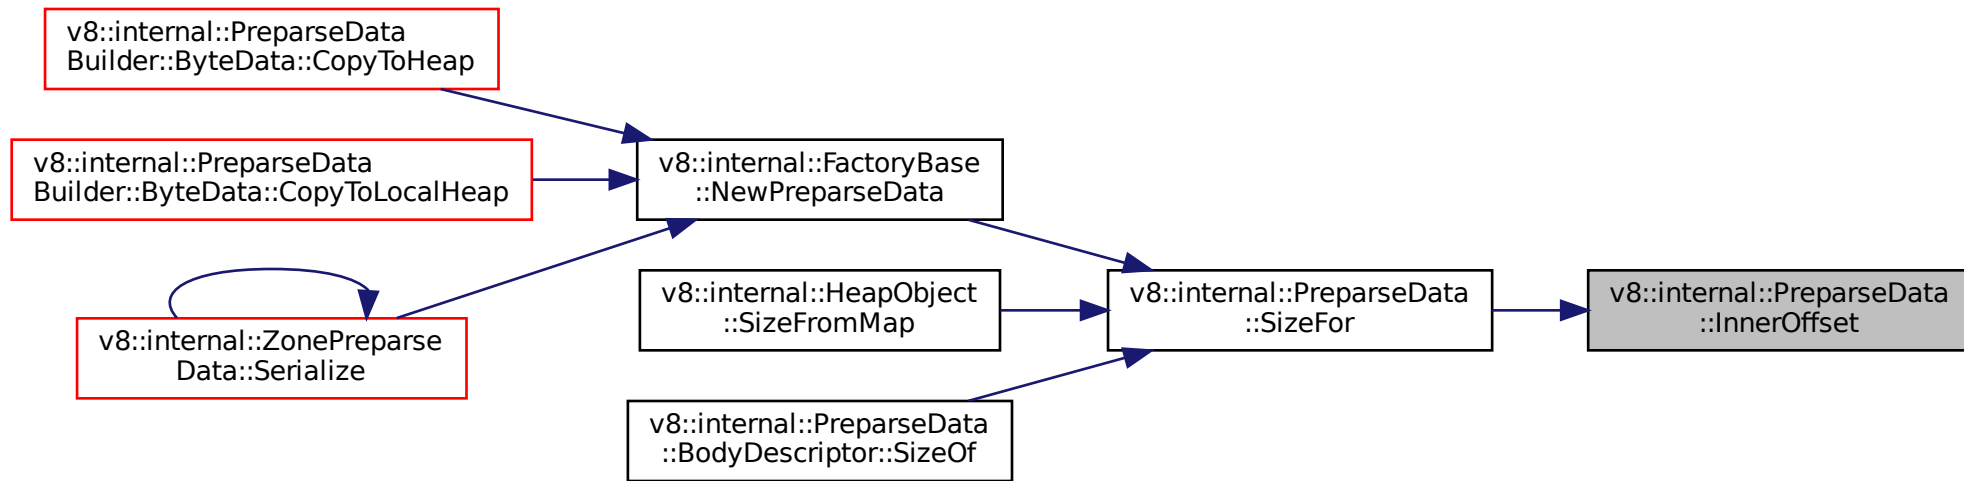 v8::internal::PreparseData
Builder::ByteData::CopyToHeap
v8::internal::PreparseData
Builder::ByteData::CopyToLocalHeap
v8::internal::ZonePreparse
Data::Serialize
v8::internal::FactoryBase
::NewPreparseData
v8::internal::HeapObject
::SizeFromMap
v8::internal::PreparseData
::BodyDescriptor::SizeOf
v8::internal::PreparseData
::SizeFor
v8::internal::PreparseData
::InnerOffset